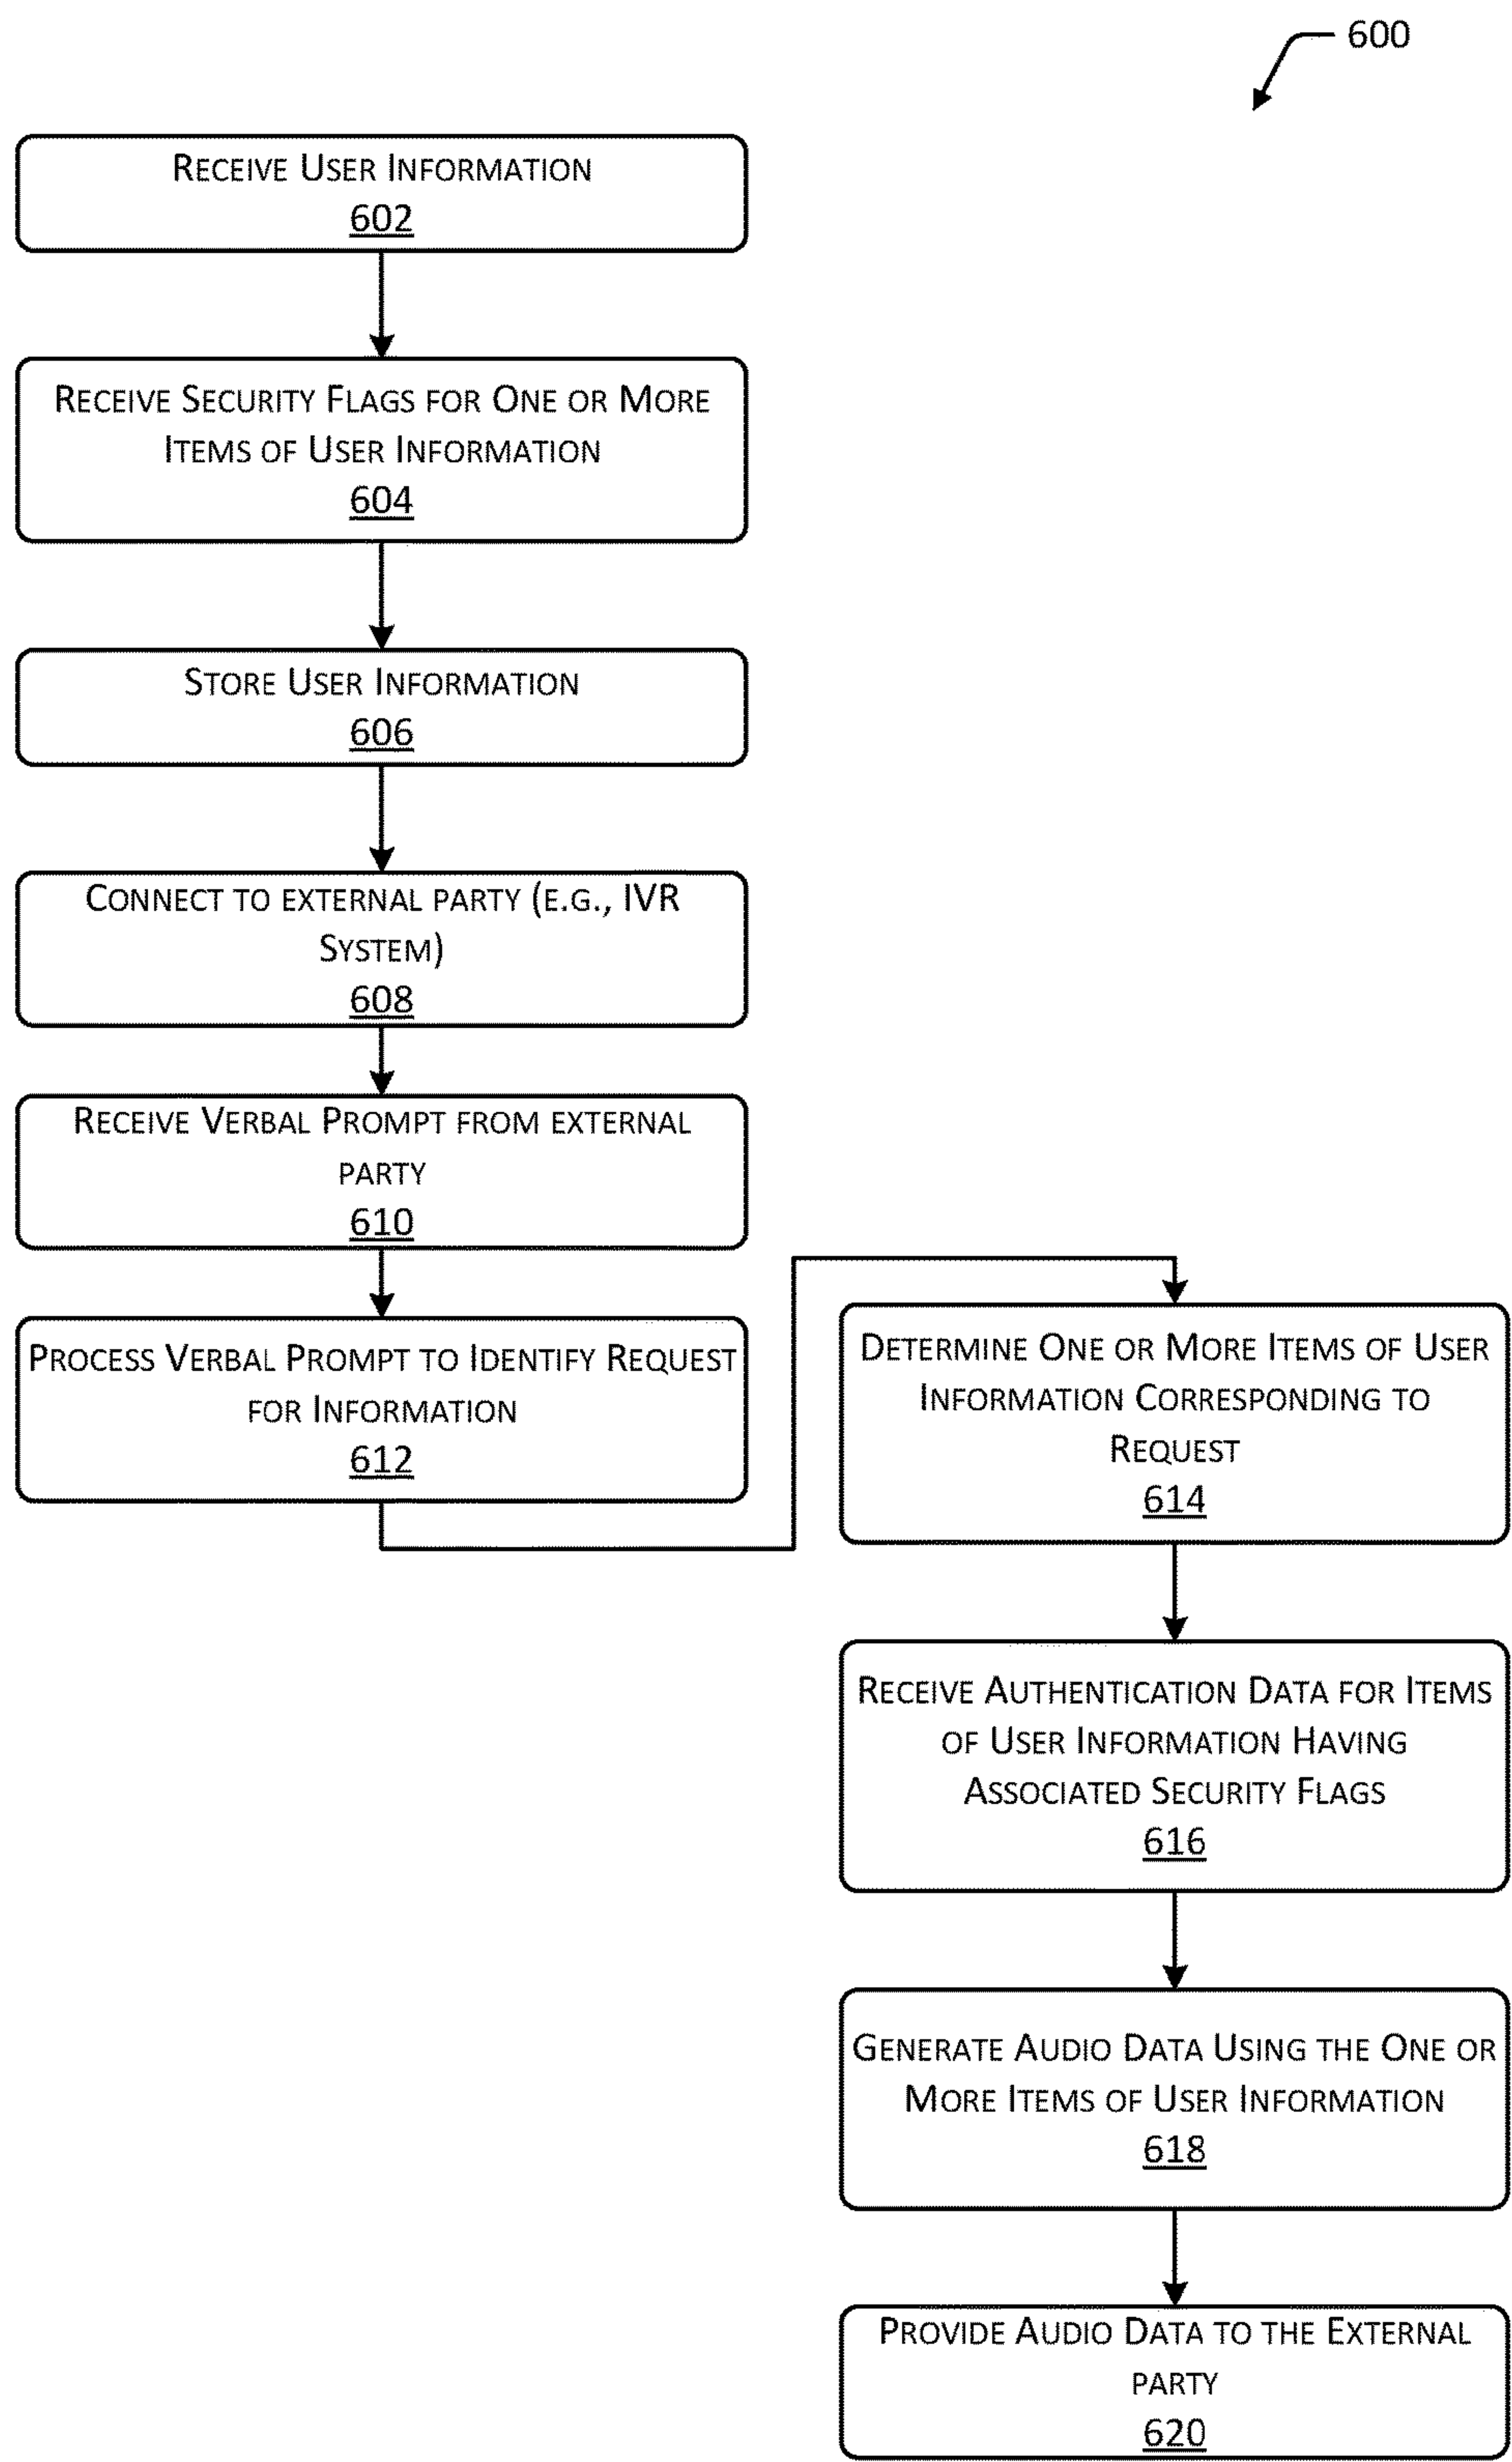 600
RECEIVE USER INFORMATION
602
RECEIVE SECURITY FLAGS FOR ONE OR MORE
ITEMS OF USER INFORMATION
604
STORE USER INFORMATION
606
CONNECT TO EXTERNAL PARTY (E.G., IVR
SYSTEM)
608
RECEIVE VERBAL PROMPT FROM EXTERNAL
PARTY
610
PROCESS VERBAL PROMPT TO IDENTIFY REQUEST
FOR INFORMATION
612
DETERMINE ONE OR MORE ITEMS OF USER
INFORMATION CORRESPONDING TO
REQUEST
614
RECEIVE AUTHENTICATION DATA FOR ITEMS
OF USER INFORMATION HAVING
ASSOCIATED SECURITY FLAGS
616
GENERATE AUDIO DATA USING THE ONE OR
MORE ITEMS OF USER INFORMATION
618
PROVIDE AUDIO DATA TO THE EXTERNAL
PARTY
620